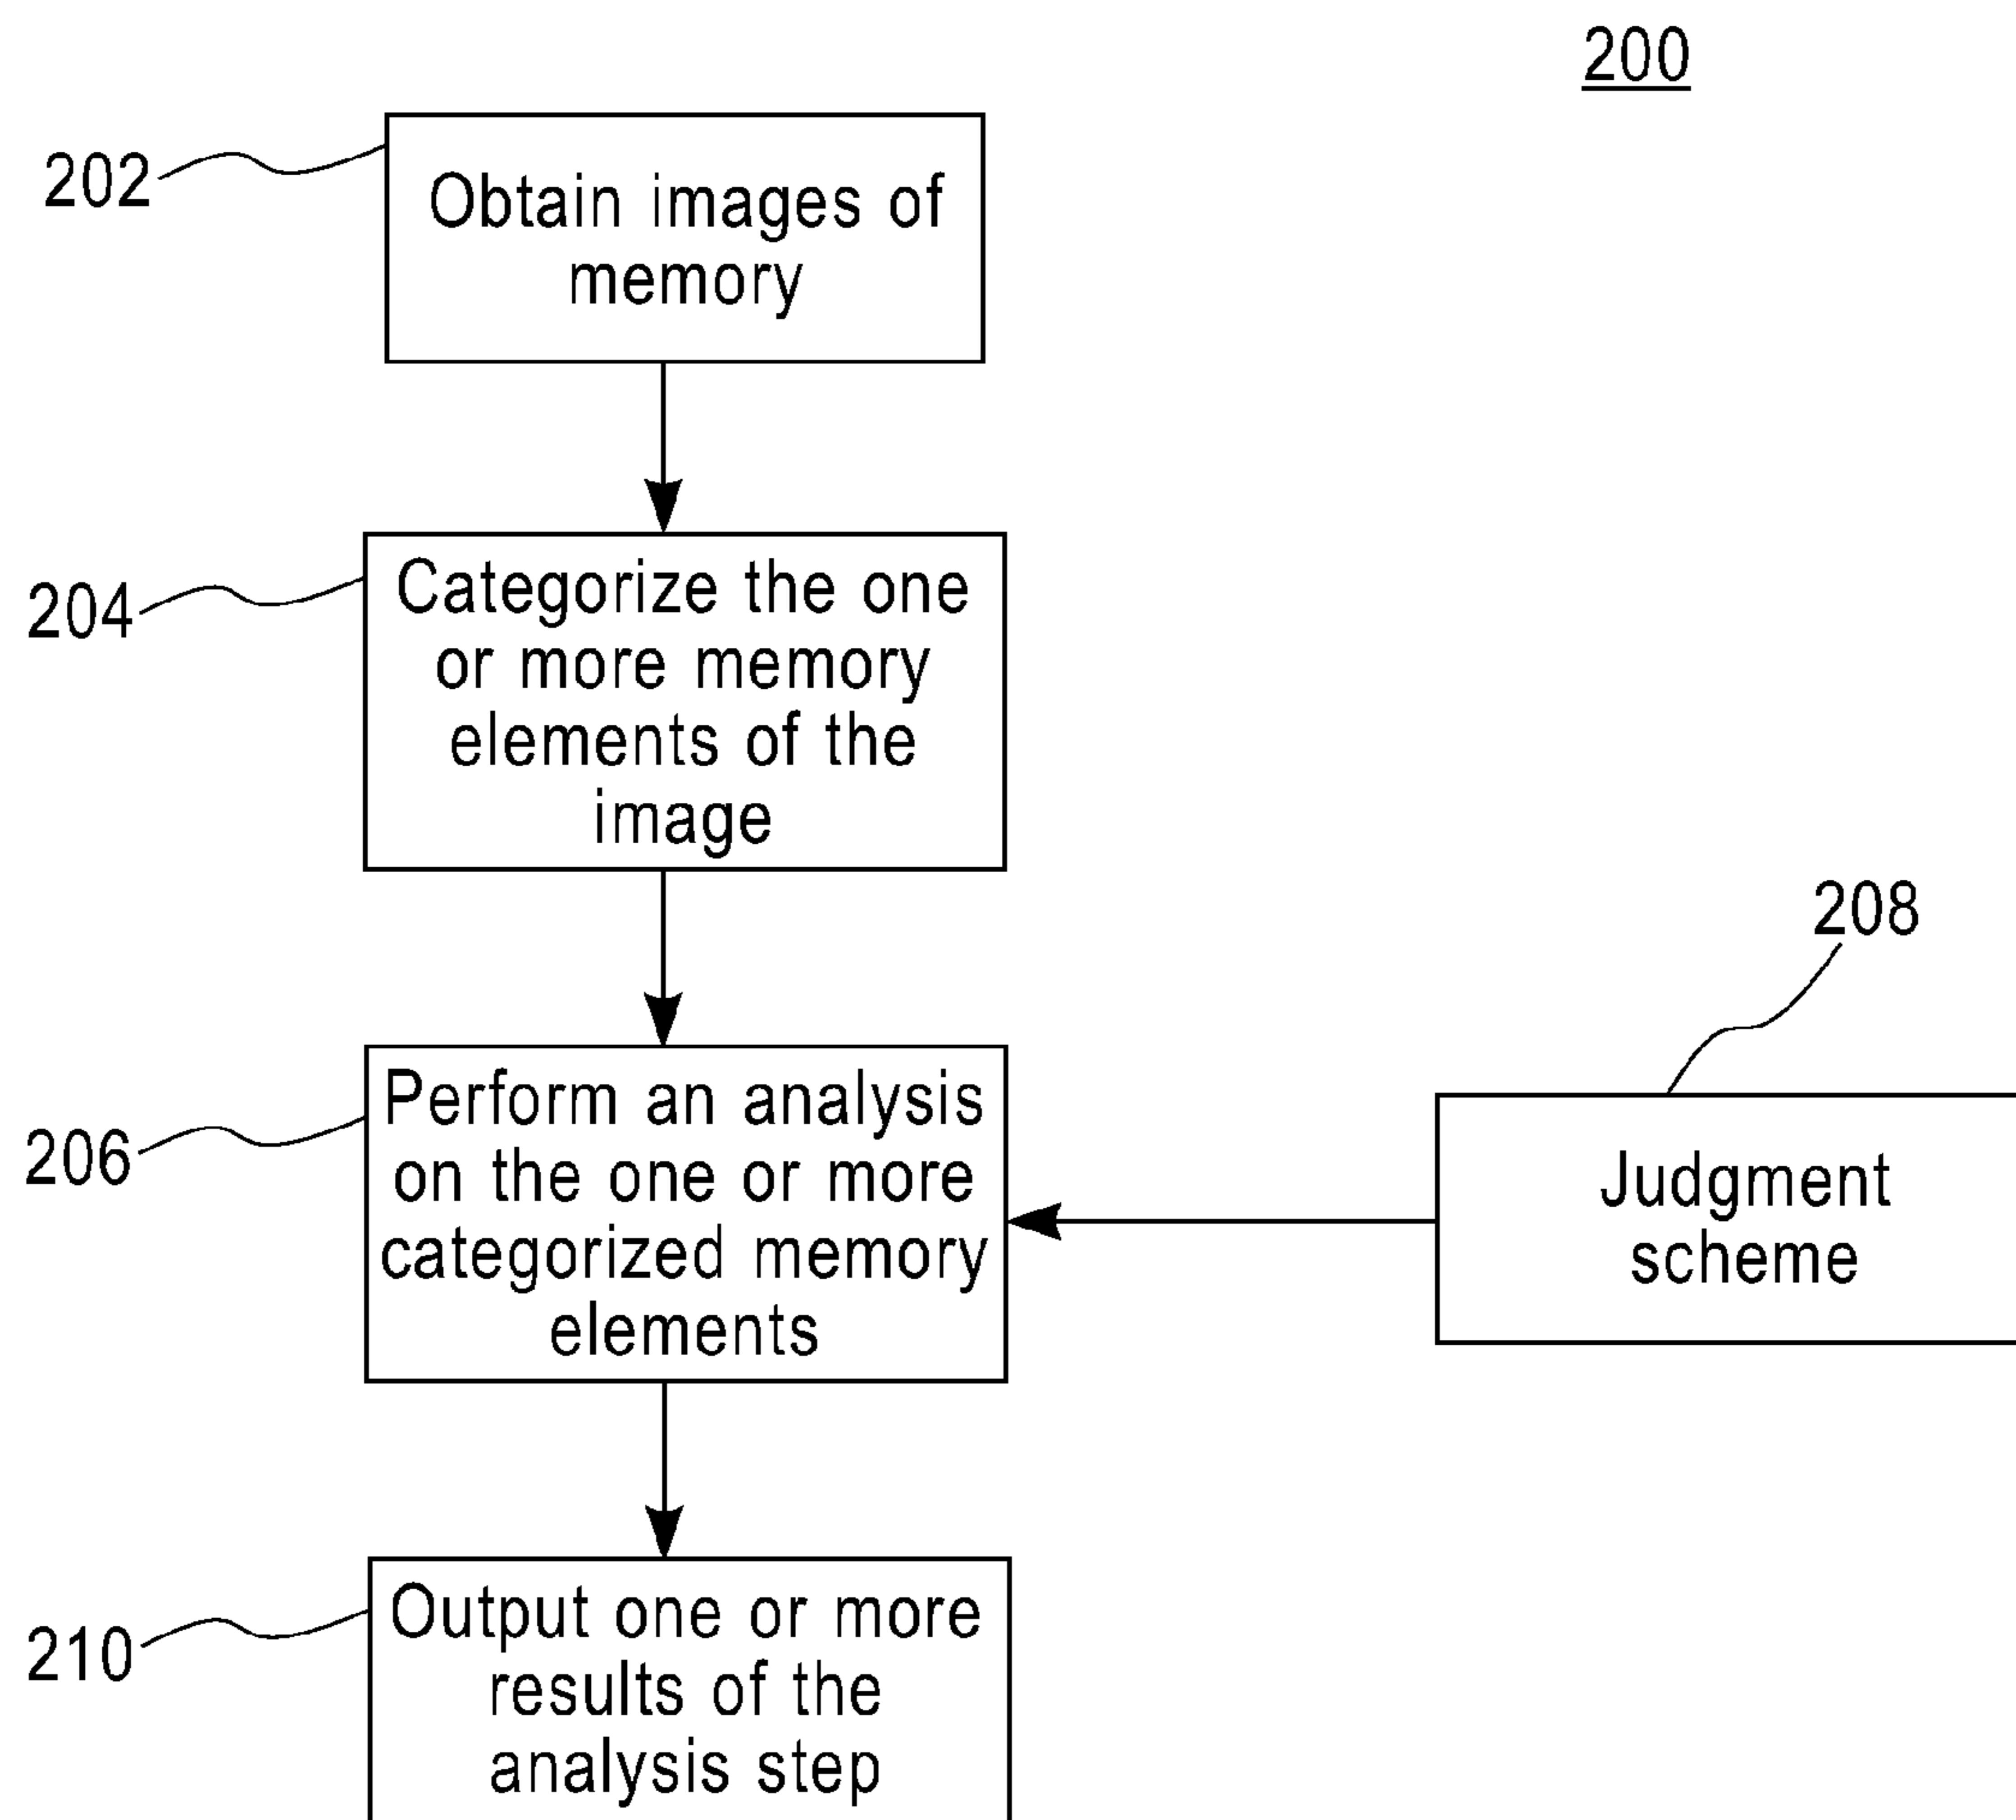 200
202
Obtain images of
memory
204
Categorize the one
or more memory
elements of the
image
206
Perform an analysis
on the one or more
categorized memory
elements
208
Judgment
scheme
210
Output one or more
results of the
analysis step